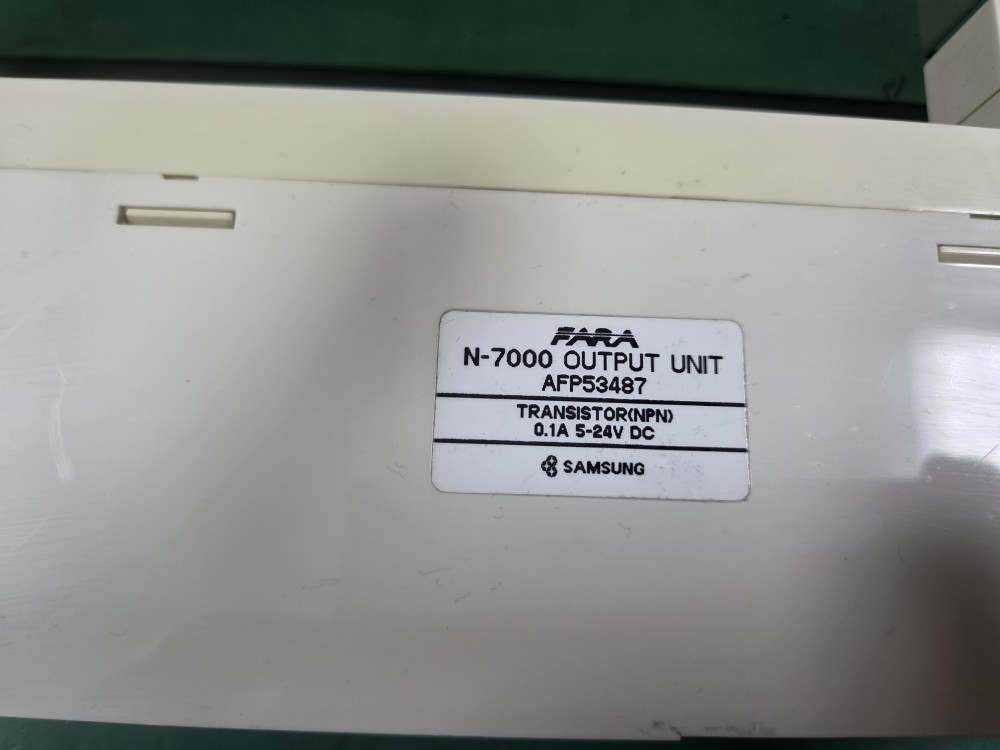 FARA
N-7000 OUTPUT UNIT
AFP53487
TRANSISTOR(NPN)
0.1A 5-24V DC
SAMSUNG